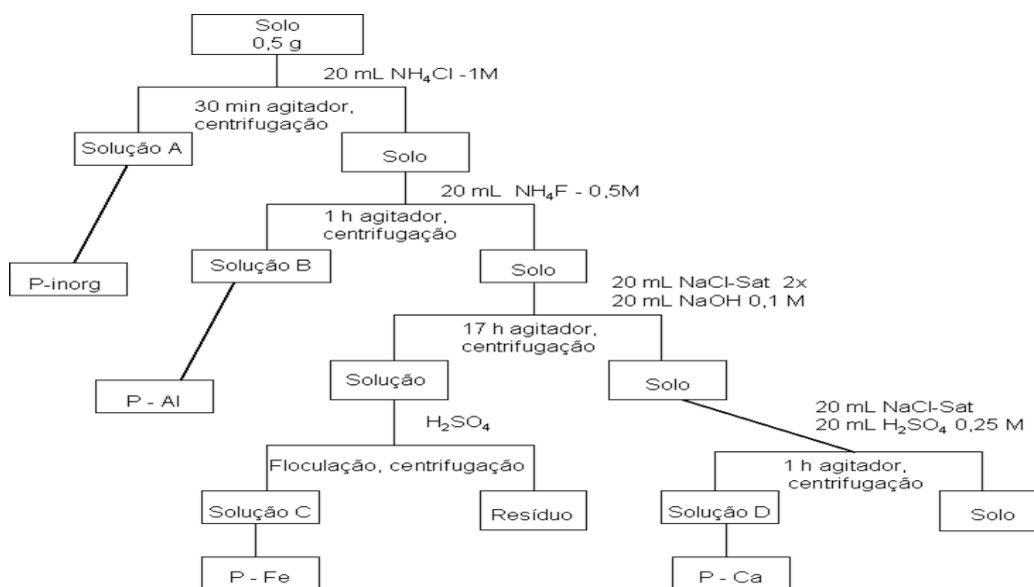 Solo
0,5 g
20 mL NH₄Cl -1M
30 min agitador,
centrifugação
Solução A
Solo
20 mL NH₄F - 0,5M
1 h agitador,
centrifugação
P-inorg
Solução B
Solo
20 mL NaCl-Sat 2x
20 mL NaOH 0,1 M
17 h agitador,
centrifugação
P - Al
Solução
Solo
H₂SO₄
20 mL NaCl-Sat
20 mL H₂SO₄ 0,25 M
Floculação, centrifugação
1 h agitador,
centrifugação
Solução C
Resíduo
Solução D
Solo
P - Fe
P - Ca